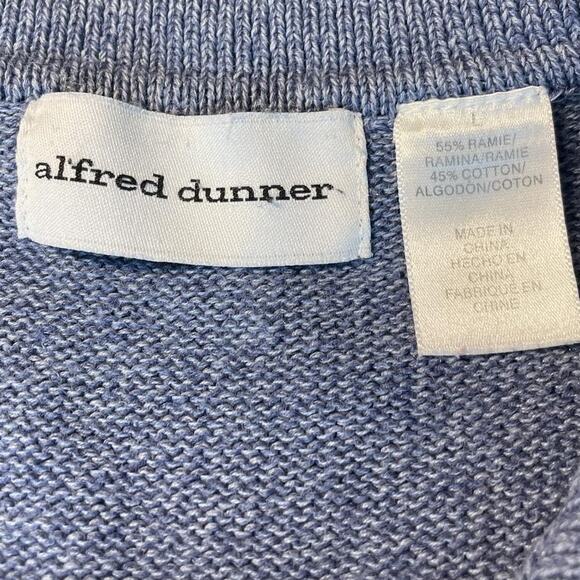 alfred dunner
L
55% RAMIE/
RAMINA/RAMIE
45% COTTON/
ALGODÓN/COTON
MADE IN
CHINA
HECHO EN
CHINA
FABRIQUÉ EN
CHINE